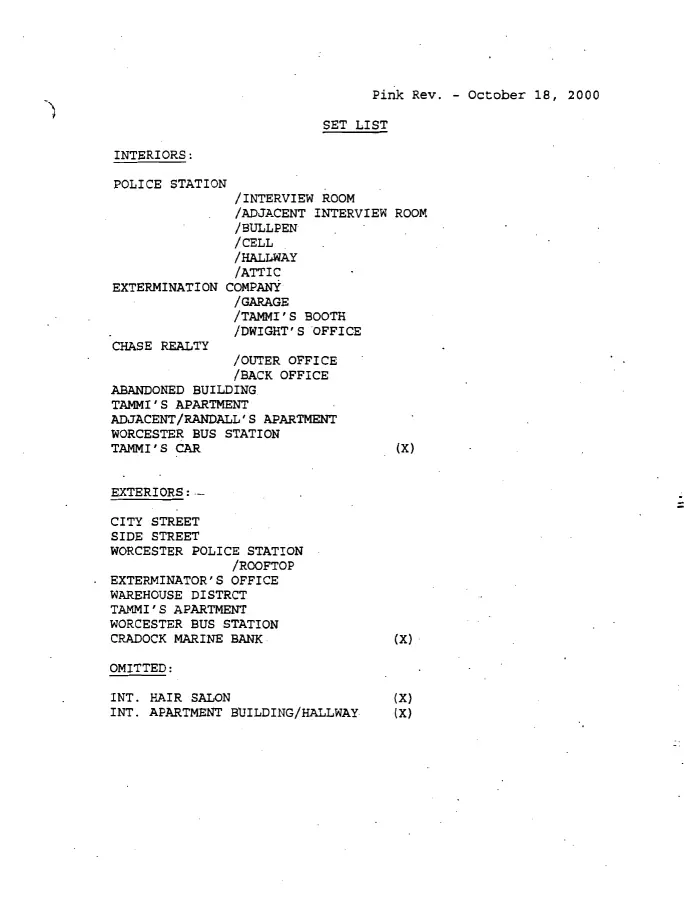 Pink Rev. - October 18, 2000
SET LIST
INTERIORS:
POLICE STATION
/INTERVIEW ROOM
/ADJACENT INTERVIEW ROOM
/BULLPEN
/CELL
/HALLWAY
/ATTIC
EXTERMINATION COMPANY
/GARAGE
/TAMMI'S BOOTH
/DWIGHT'S OFFICE
CHASE REALTY
/OUTER OFFICE
/BACK OFFICE
ABANDONED BUILDING
TAMMI'S APARTMENT
ADJACENT/RANDALL'S APARTMENT
WORCESTER BUS STATION
TAMMI'S CAR (X)
EXTERIORS:
CITY STREET
SIDE STREET
WORCESTER POLICE STATION
/ROOFTOP
EXTERMINATOR'S OFFICE
WAREHOUSE DISTRCT
TAMMI'S APARTMENT
WORCESTER BUS STATION
CRADOCK MARINE BANK (X)
OMITTED:
INT. HAIR SALON (X)
INT. APARTMENT BUILDING/HALLWAY (X)